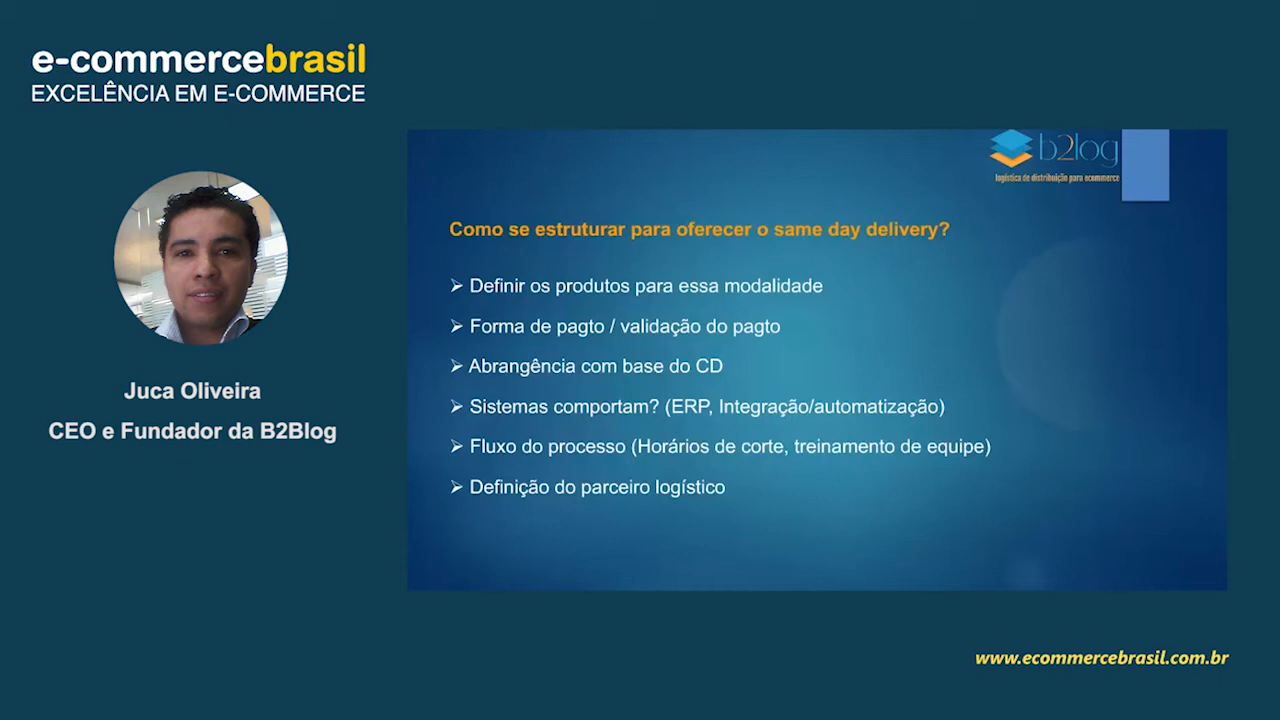 e-commercebrasil
EXCELÊNCIA EM E-COMMERCE
Juca Oliveira
CEO e Fundador da B2Blog
b2log
logística de distribuição para ecommerce
Como se estruturar para oferecer o same day delivery?
➢ Definir os produtos para essa modalidade
➢ Forma de pagto / validação do pagto
➢ Abrangência com base do CD
➢ Sistemas comportam? (ERP, Integração/automatização)
➢ Fluxo do processo (Horários de corte, treinamento de equipe)
➢ Definição do parceiro logístico
www.ecommercebrasil.com.br